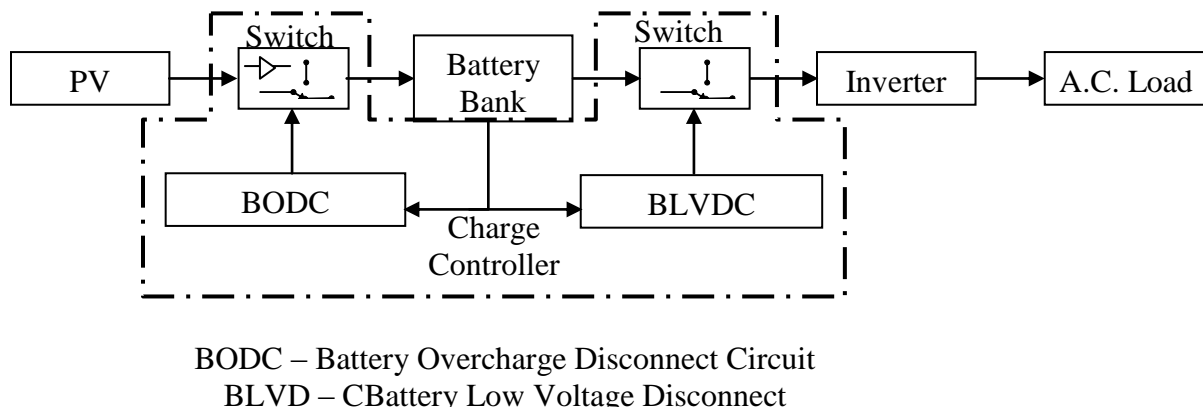 Switch
Switch
PV
Battery
Bank
Inverter
A.C. Load
BODC
BLVDC
Charge
Controller
BODC – Battery Overcharge Disconnect Circuit
BLVD – CBattery Low Voltage Disconnect